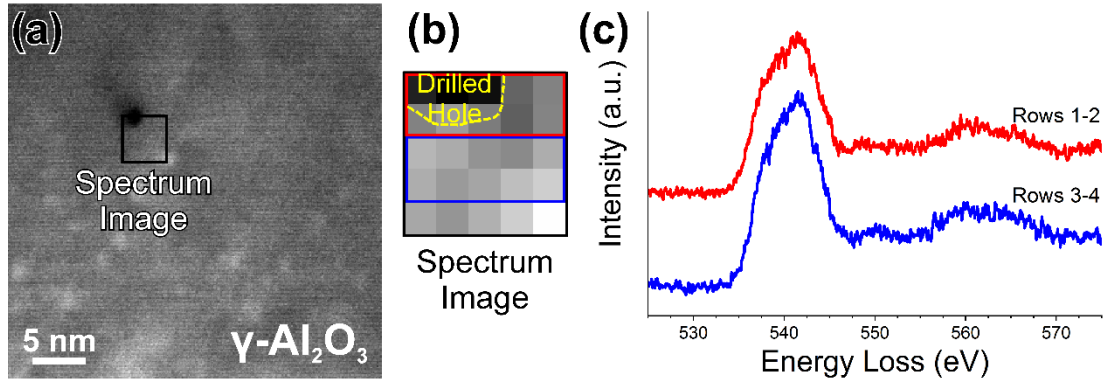 (a)
Spectrum
Image
5 nm
γ-Al₂O₃
(b)
Drilled
Hole
Spectrum
Image
(c)
Intensity (a.u.)
Rows 1-2
Rows 3-4
530 540 550 560 570
Energy Loss (eV)